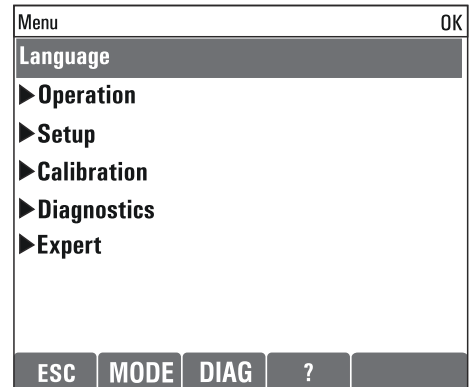 Menu OK
Language
▶Operation
▶Setup
▶Calibration
▶Diagnostics
▶Expert
ESC MODE DIAG ?